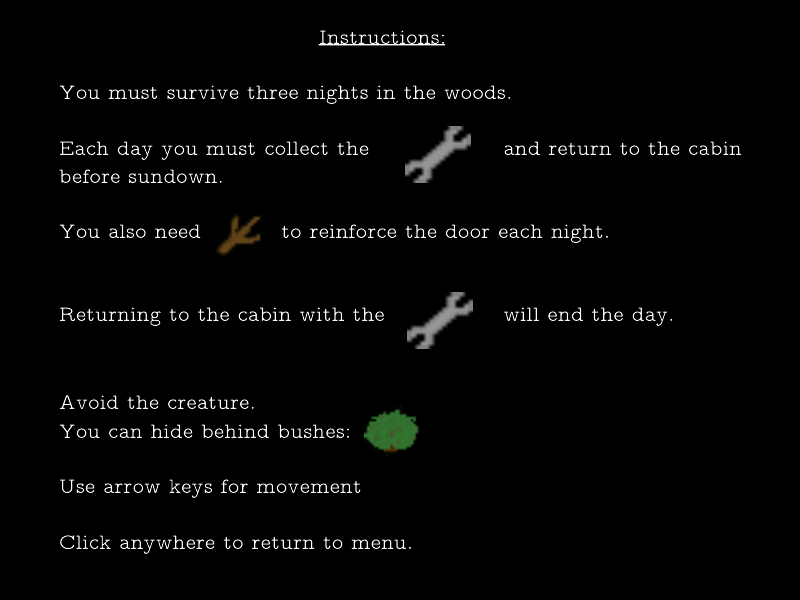 Instructions:
You must survive three nights in the woods.
Each day you must collect the and return to the cabin
before sundown.
You also need to reinforce the door each night.
Returning to the cabin with the will end the day.
Avoid the creature.
You can hide behind bushes:
Use arrow keys for movement
Click anywhere to return to menu.